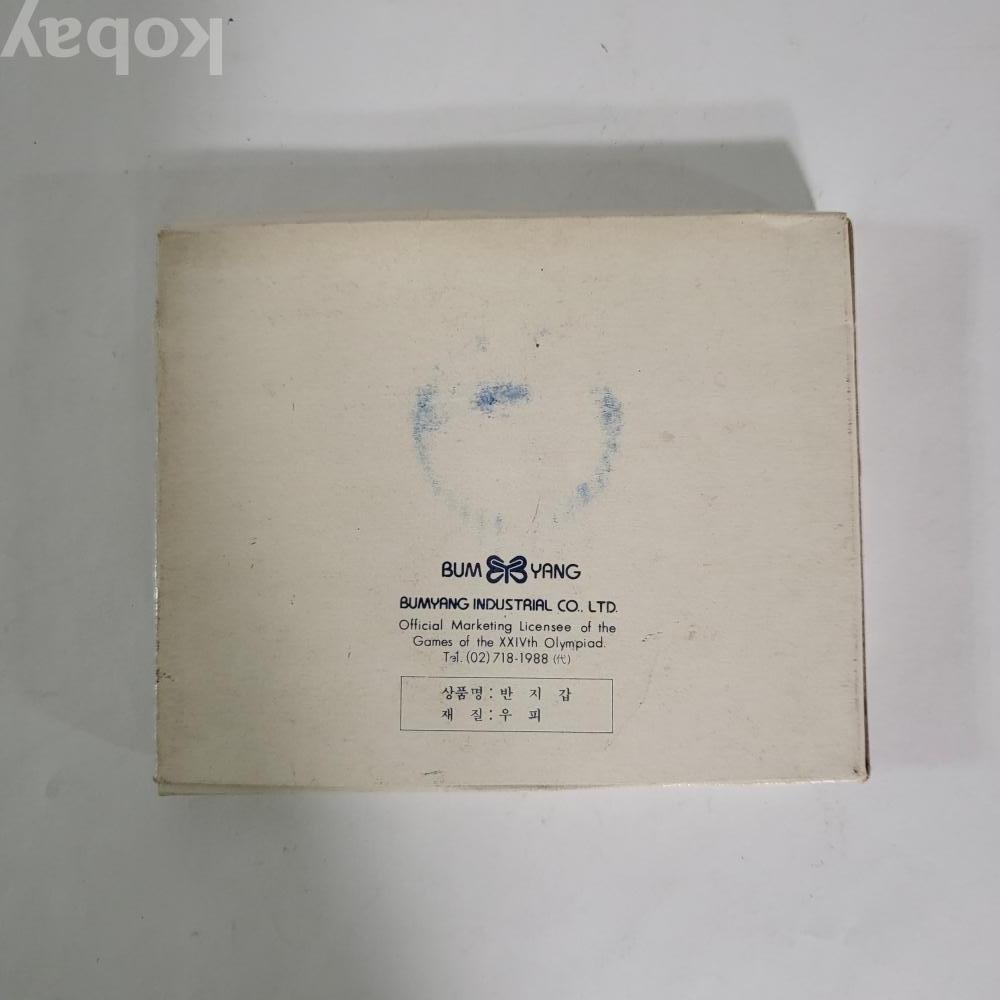 kobay
BUM YANG
BUMYANG INDUSTRIAL CO., LTD.
Official Marketing Licensee of the
Games of the XXIVth Olympiad.
Tel. (02) 718-1988 (代)
상품명 : 반 지 갑
재 질 : 우 피